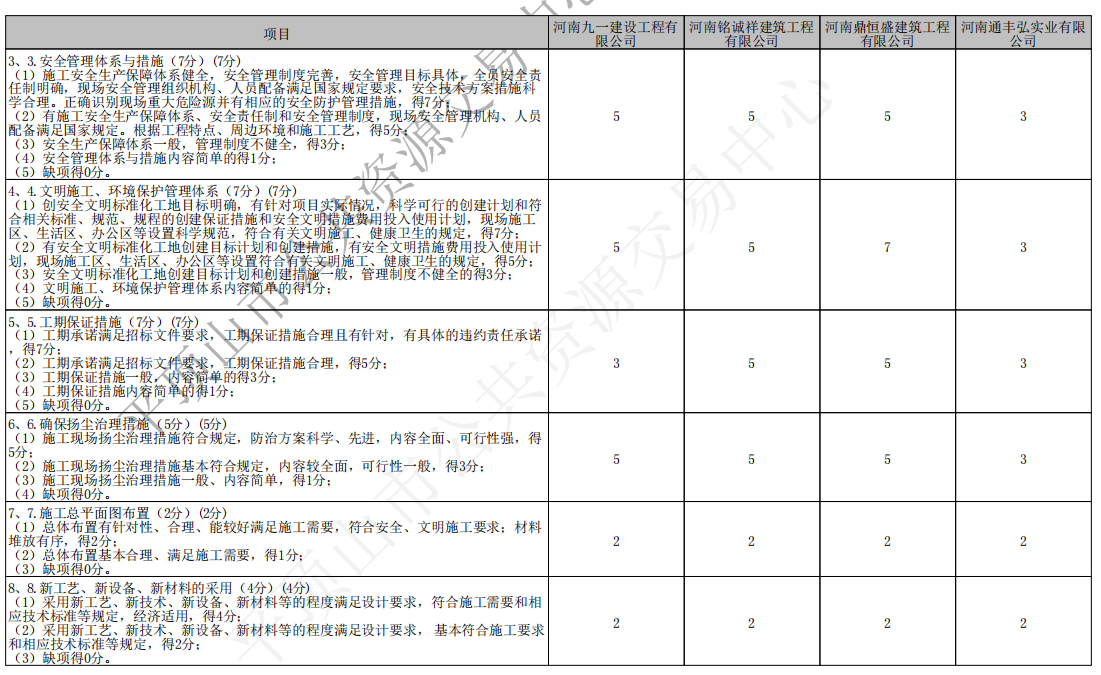 项目
河南九一建设工程有
限公司
河南铭诚祥建筑工程
有限公司
河南鼎恒盛建筑工程
有限公司
河南通丰弘实业有限
公司
3、3.安全管理体系与措施（7分）(7分)
（1）施工安全生产保障体系健全，安全管理制度完善，安全管理目标具体，全员安全责
任制明确，现场安全管理组织机构、人员配备满足国家规定要求，安全技术方案措施科
学合理。正确识别现场重大危险源并有相应的安全防护管理措施，得7分；
（2）有施工安全生产保障体系、安全责任制和安全管理制度，现场安全管理机构、人员
配备满足国家规定。根据工程特点、周边环境和施工工艺，得5分；
（3）安全生产保障体系一般，管理制度不健全，得3分；
（4）安全管理体系与措施内容简单的得1分；
（5）缺项得0分。
5
5
5
3
4、4.文明施工、环境保护管理体系（7分）(7分)
（1）创安全文明标准化工地目标明确，有针对项目实际情况，科学可行的创建计划和符
合相关标准、规范、规程的创建保证措施和安全文明措施费用投入使用计划，现场施工
区、生活区、办公区等设置科学规范，符合有关文明施工、健康卫生的规定，得7分；
（2）有安全文明标准化工地创建目标计划和创建措施，有安全文明措施费用投入使用计
划，现场施工区、生活区、办公区等设置符合有关文明施工、健康卫生的规定，得5分；
（3）安全文明标准化工地创建目标计划和创建措施一般，管理制度不健全的得3分；
（4）文明施工、环境保护管理体系内容简单的得1分；
（5）缺项得0分。
5
5
7
3
5、5.工期保证措施（7分）(7分)
（1）工期承诺满足招标文件要求，工期保证措施合理且有针对，有具体的违约责任承诺
，得7分；
（2）工期承诺满足招标文件要求，工期保证措施合理，得5分；
（3）工期保证措施一般，内容简单的得3分；
（4）工期保证措施内容简单的得1分；
（5）缺项得0分。
3
5
5
3
6、6.确保扬尘治理措施（5分）(5分)
（1）施工现场扬尘治理措施符合规定，防治方案科学、先进，内容全面、可行性强，得
5分；
（2）施工现场扬尘治理措施基本符合规定，内容较全面，可行性一般，得3分；
（3）施工现场扬尘治理措施一般、内容简单，得1分；
（4）缺项得0分。
5
5
5
3
7、7.施工总平面图布置（2分）(2分)
（1）总体布置有针对性、合理、能较好满足施工需要，符合安全、文明施工要求；材料
堆放有序，得2分；
（2）总体布置基本合理、满足施工需要，得1分；
（3）缺项得0分。
2
2
2
2
8、8.新工艺、新设备、新材料的采用（4分）(4分)
（1）采用新工艺、新技术、新设备、新材料等的程度满足设计要求，符合施工需要和相
应技术标准等规定，经济适用，得4分；
（2）采用新工艺、新技术、新设备、新材料等的程度满足设计要求， 基本符合施工要求
和相应技术标准等规定，得2分；
（3）缺项得0分。
2
2
2
2
平顶山市公共资源交易中心
平顶山市公共资源交易中心